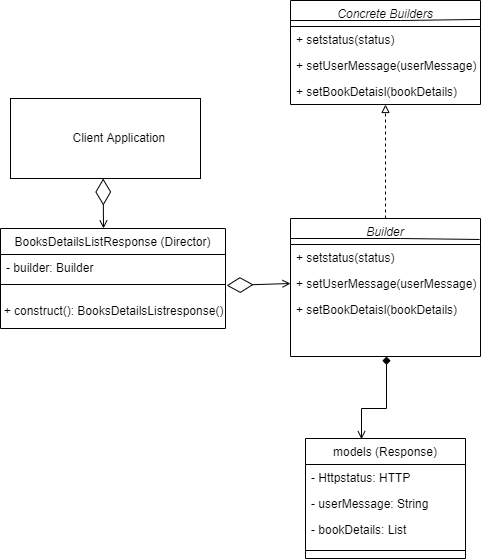 Concrete Builders
+ setstatus(status)
+ setUserMessage(userMessage)
+ setBookDetaisl(bookDetails)
Client Application
BooksDetailsListResponse (Director)
- builder: Builder
+ construct(): BooksDetailsListresponse()
Builder
+ setstatus(status)
+ setUserMessage(userMessage)
+ setBookDetaisl(bookDetails)
models (Response)
- Httpstatus: HTTP
- userMessage: String
- bookDetails: List